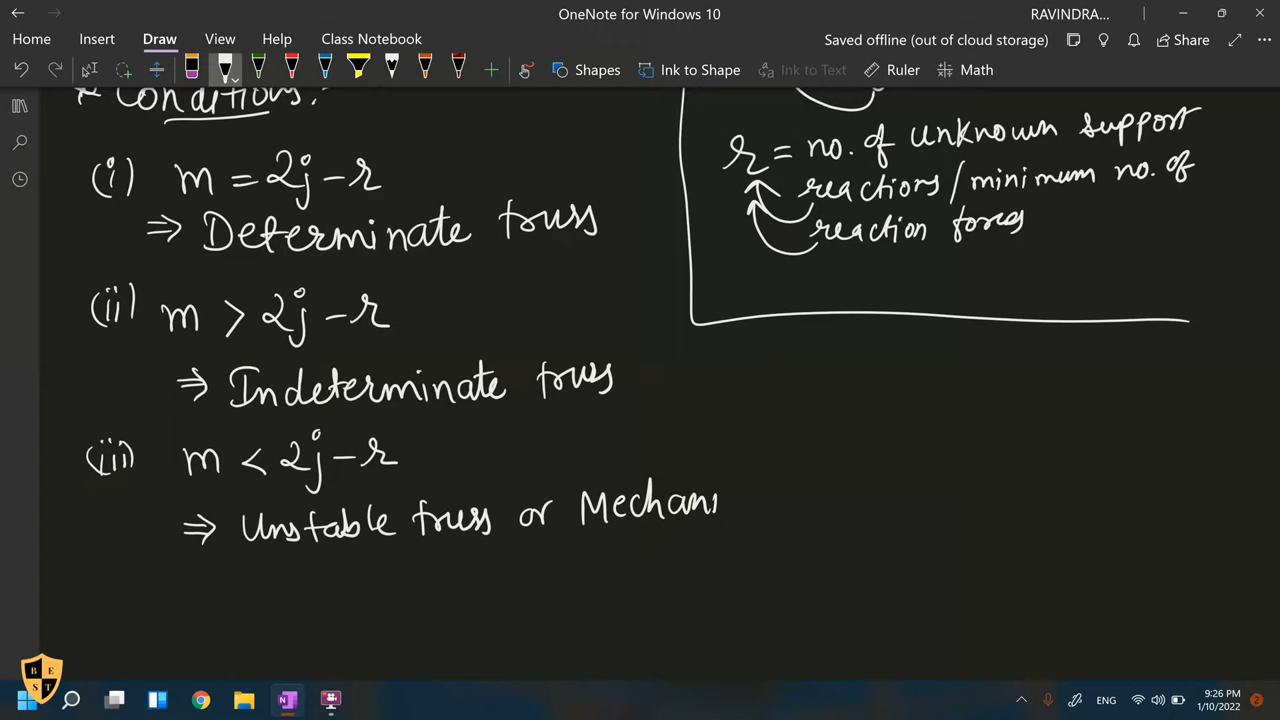 OneNote for Windows 10
RAVINDRA...
Home Insert Draw View Help Class Notebook
Saved offline (out of cloud storage)
Share
Shapes
Ink to Shape
Ink to Text
Ruler
Math
* Conditions:-
(i) m = 2j - r
⇒ Determinate truss
(ii) m > 2j - r
⇒ Indeterminate truss
(iii) m < 2j - r
⇒ Unstable truss or Mechani
r = no. of unknown support
reactions / minimum no. of
reaction forces
B E
S T
ENG
9:26 PM
1/10/2022
2